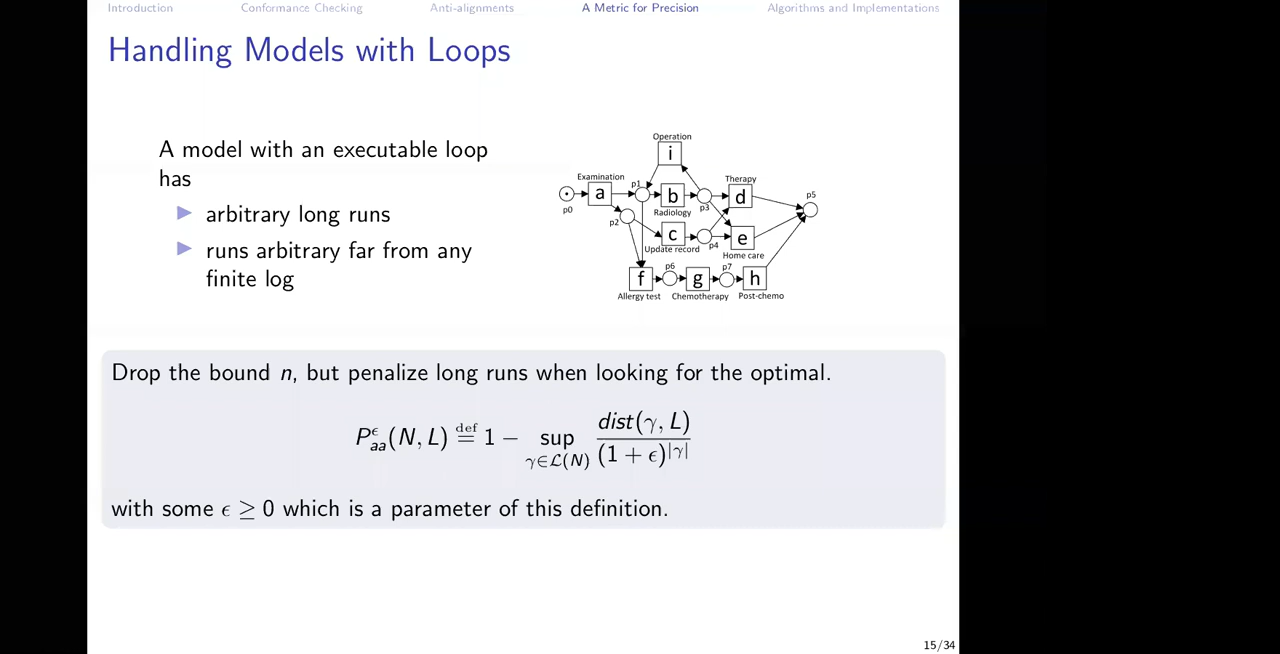 Introduction Conformance Checking Anti-alignments A Metric for Precision Algorithms and Implementations
Handling Models with Loops
A model with an executable loop
has
▶ arbitrary long runs
▶ runs arbitrary far from any
finite log
Operation
i
Examination
Therapy
p0
a
p1
b
p3
d
p5
p2
Radiology
c
p4
e
Update record
Home care
f
p6
g
p7
h
Allergy test
Chemotherapy
Post-chemo
Drop the bound n, but penalize long runs when looking for the optimal.
P^ϵ_aa(N, L) def= 1 − sup_{γ∈ℒ(N)} dist(γ, L) / (1 + ϵ)^|γ|
with some ϵ ≥ 0 which is a parameter of this definition.
15/34